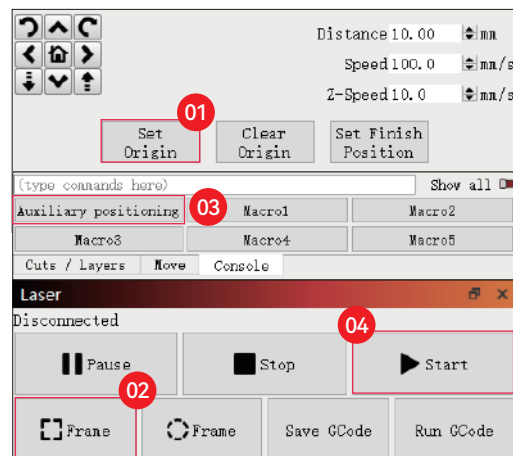 Distance 10.00 mm
Speed 100.0 mm/s
Z-Speed 10.0 mm/s
01
Set Origin
Clear Origin
Set Finish Position
(type commands here)
Show all
Auxiliary positioning
03
Macro1
Macro2
Macro3
Macro4
Macro5
Cuts / Layers
Move
Console
Laser
Disconnected
04
Pause
Stop
Start
02
Frame
Frame
Save GCode
Run GCode